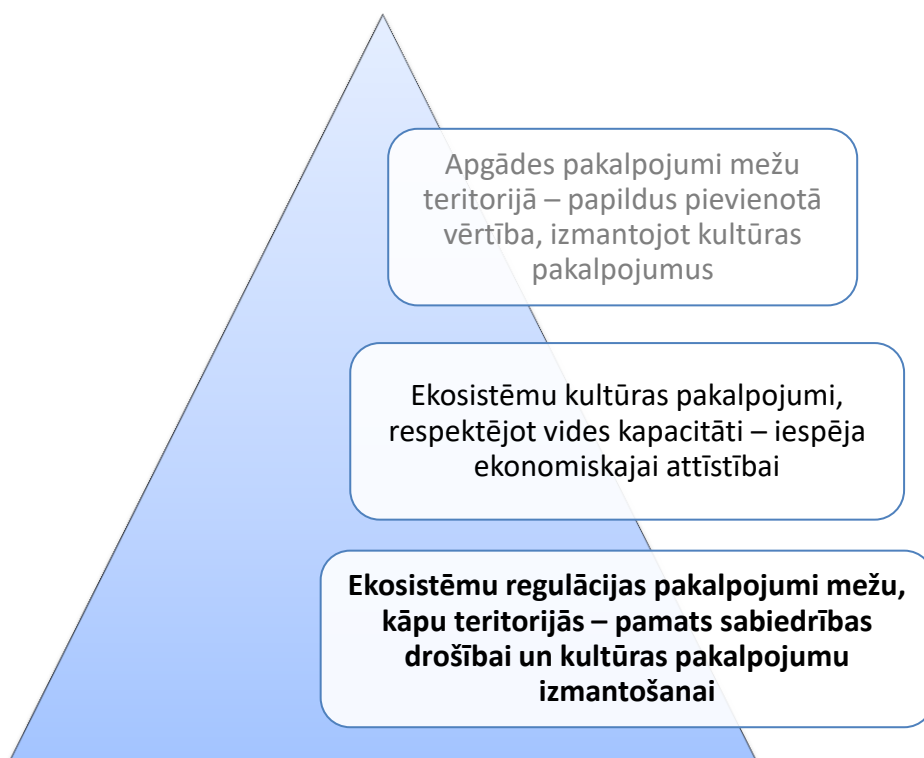 Apgādes pakalpojumi mežu
teritorijā – papildus pievienotā
vērtība, izmantojot kultūras
pakalpojumus
Ekosistēmu kultūras pakalpojumi,
respektējot vides kapacitāti – iespēja
ekonomiskajai attīstībai
Ekosistēmu regulācijas pakalpojumi mežu,
kāpu teritorijās – pamats sabiedrības
drošībai un kultūras pakalpojumu
izmantošanai